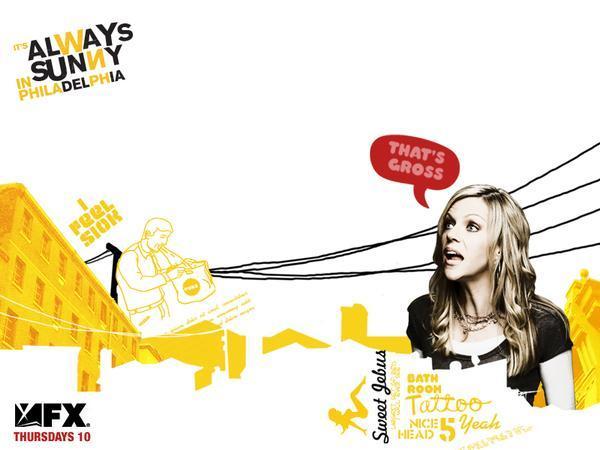 IT'S ALWAYS
SUNNY
IN
PHILADELPHIA
THAT'S
GROSS
I
FEEL
SICK
Sweet Jebus
BATH
ROOM
Tattoo
NICE
HEAD 5 Yeah
FX
THURSDAYS 10